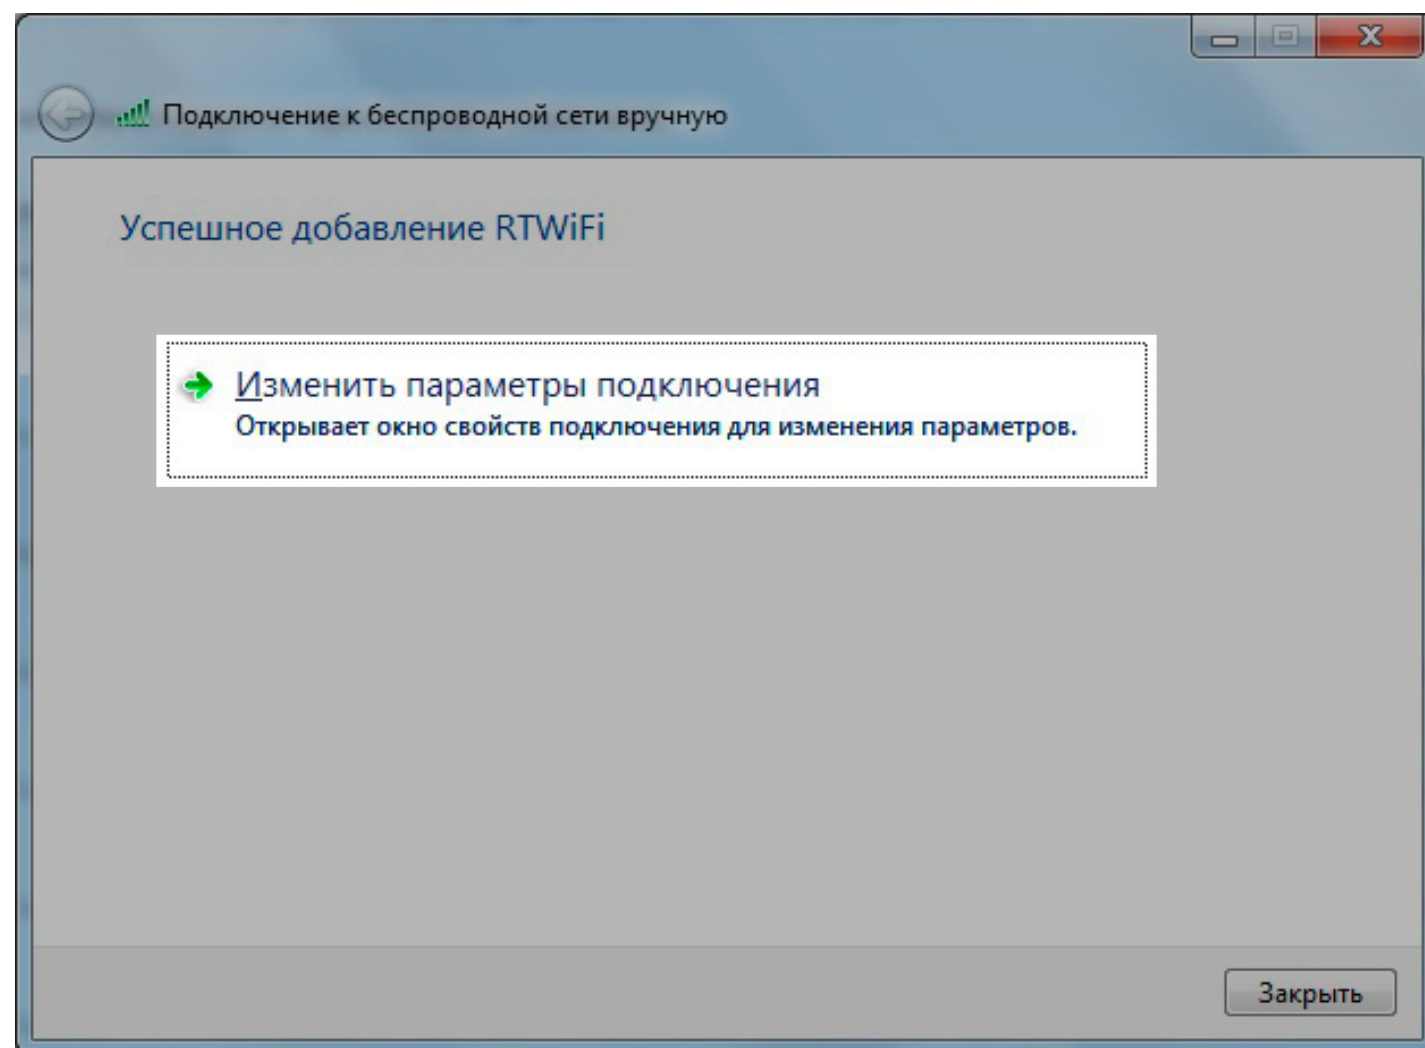 Подключение к беспроводной сети вручную
Успешное добавление RTWiFi
Изменить параметры подключения
Открывает окно свойств подключения для изменения параметров.
Закрыть